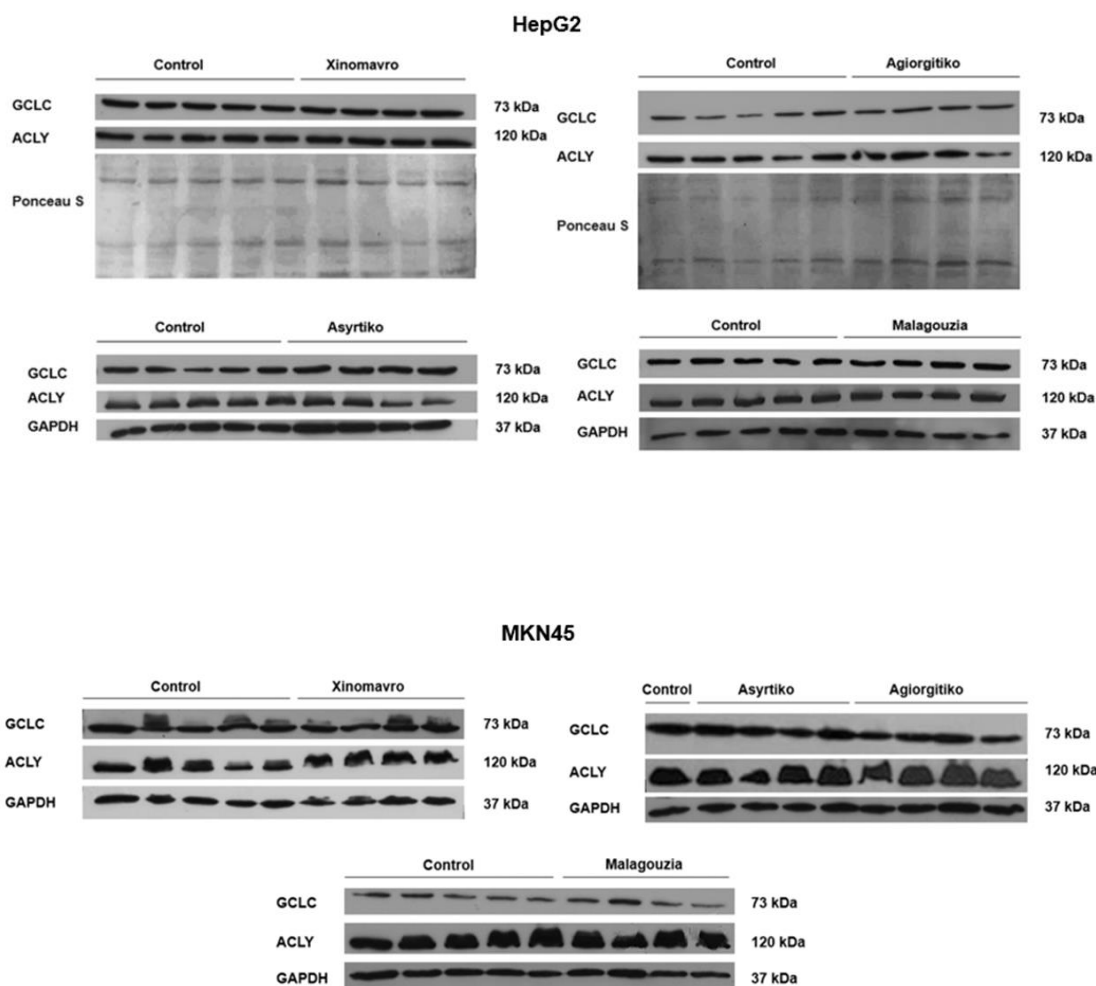 HepG2
Control Xinomavro
GCLC 73 kDa
ACLY 120 kDa
Ponceau S
Control Agiorgitiko
GCLC 73 kDa
ACLY 120 kDa
Ponceau S
Control Asyrtiko
GCLC 73 kDa
ACLY 120 kDa
GAPDH 37 kDa
Control Malagouzia
GCLC 73 kDa
ACLY 120 kDa
GAPDH 37 kDa
MKN45
Control Xinomavro
GCLC 73 kDa
ACLY 120 kDa
GAPDH 37 kDa
Control Asyrtiko Agiorgitiko
GCLC 73 kDa
ACLY 120 kDa
GAPDH 37 kDa
Control Malagouzia
GCLC 73 kDa
ACLY 120 kDa
GAPDH 37 kDa